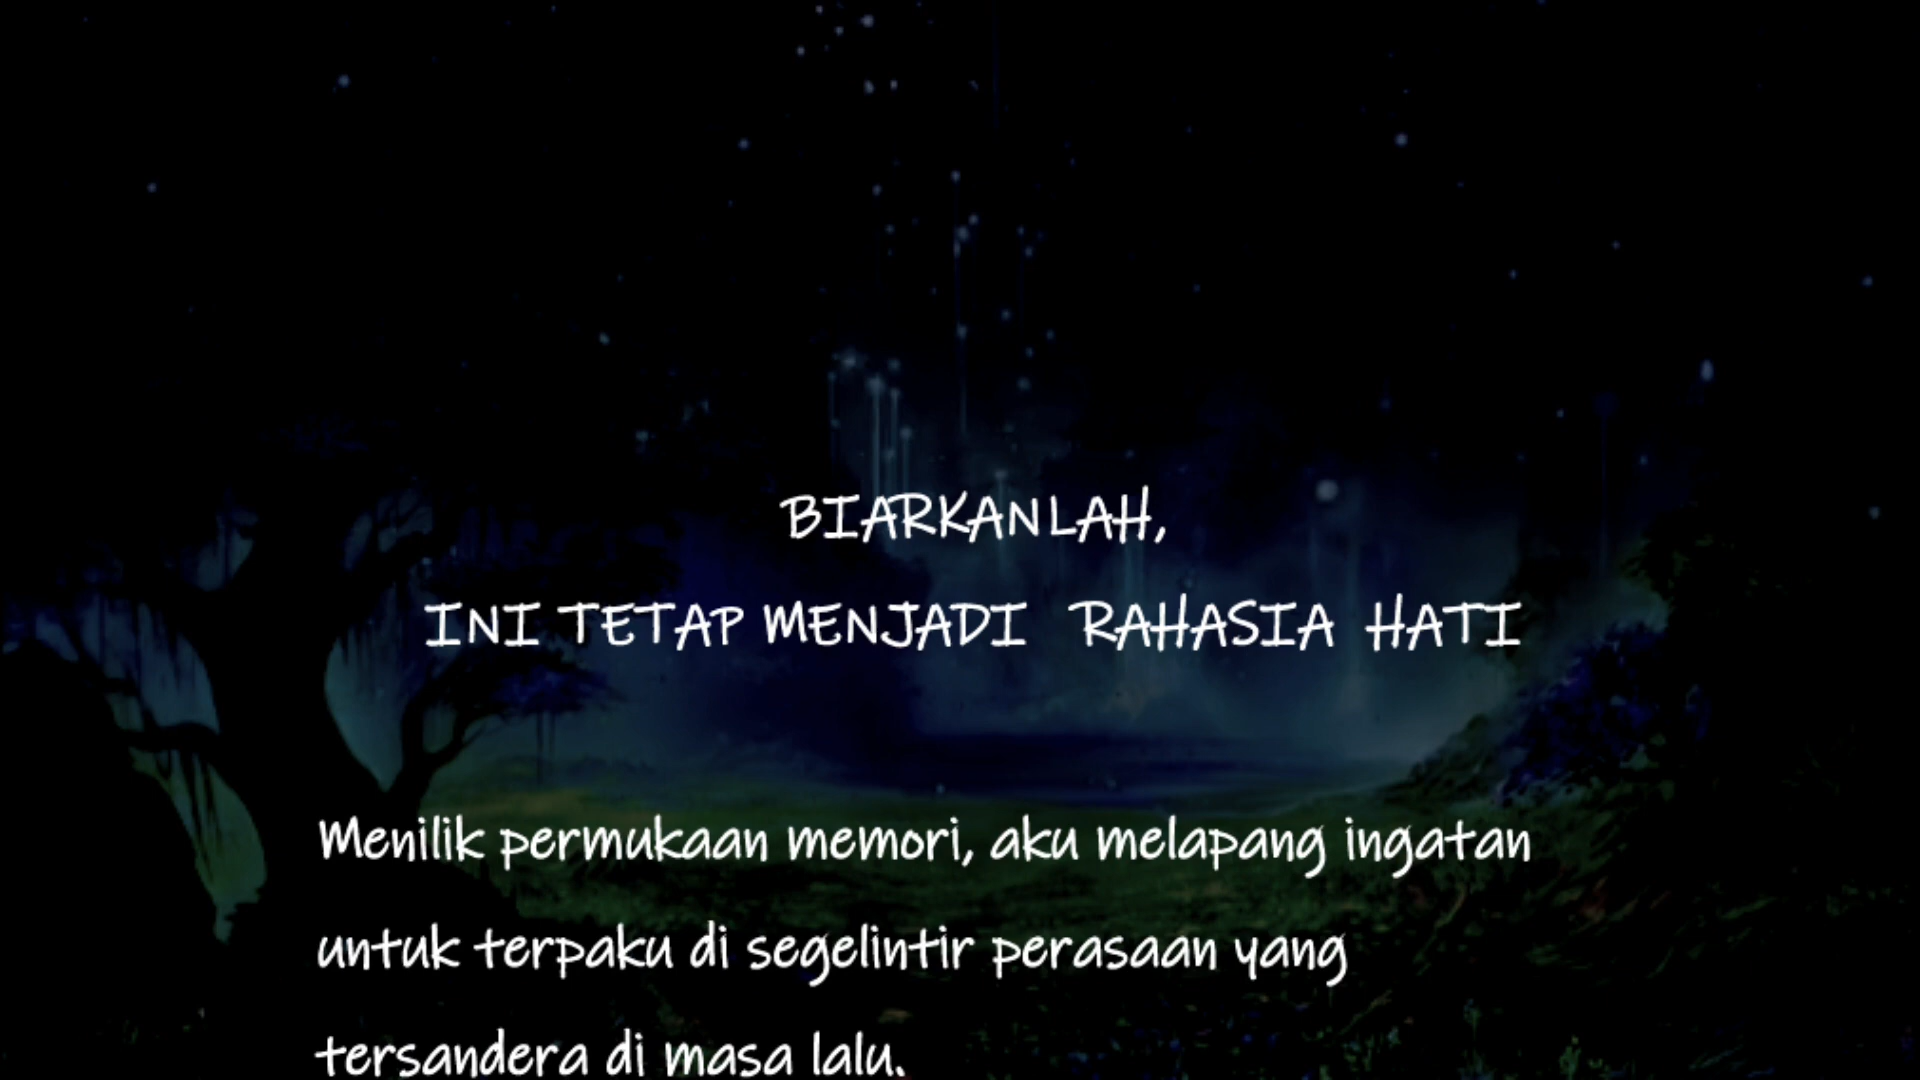 BIARKANLAH,
INI TETAP MENJADI RAHASIA HATI
Menilik permukaan memori, aku melapang ingatan
untuk terpaku di segelintir perasaan yang
tersandera di masa lalu.